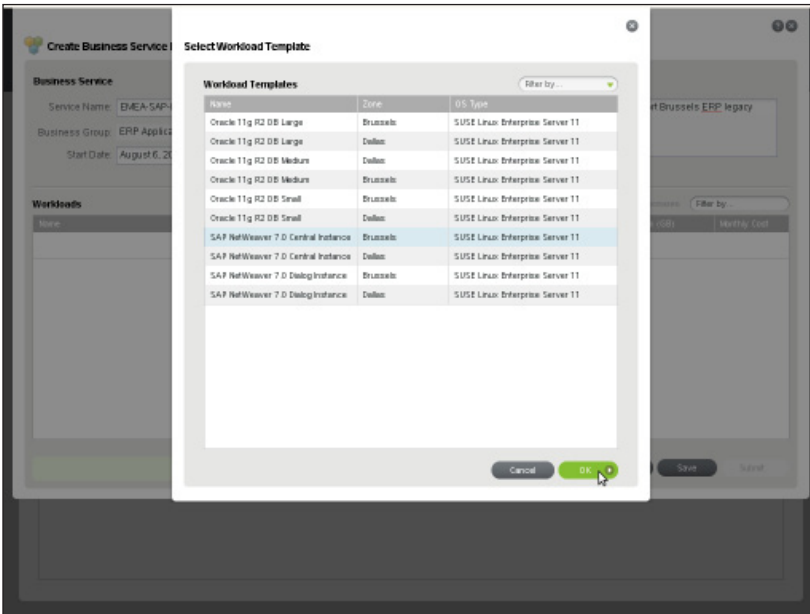 Create Business Service
Select Workload Template
Business Service
Service Name: EMEA-SAP-
Business Group: ERP Applica
Start Date: August 6, 20
Brussels ERP legacy
Workload Templates
Filter by...
Name Zone OS Type
Oracle 11g R2 DB Large Brussels SUSE Linux Enterprise Server 11
Oracle 11g R2 DB Large Dallas SUSE Linux Enterprise Server 11
Oracle 11g R2 DB Medium Dallas SUSE Linux Enterprise Server 11
Oracle 11g R2 DB Medium Brussels SUSE Linux Enterprise Server 11
Oracle 11g R2 DB Small Brussels SUSE Linux Enterprise Server 11
Oracle 11g R2 DB Small Dallas SUSE Linux Enterprise Server 11
SAP NetWeaver 7.0 Central Instance Brussels SUSE Linux Enterprise Server 11
SAP NetWeaver 7.0 Central Instance Dallas SUSE Linux Enterprise Server 11
SAP NetWeaver 7.0 Dialog Instance Brussels SUSE Linux Enterprise Server 11
SAP NetWeaver 7.0 Dialog Instance Dallas SUSE Linux Enterprise Server 11
Workloads
Filter by...
Name
(GB) Monthly Cost
Cancel OK
Save Submit